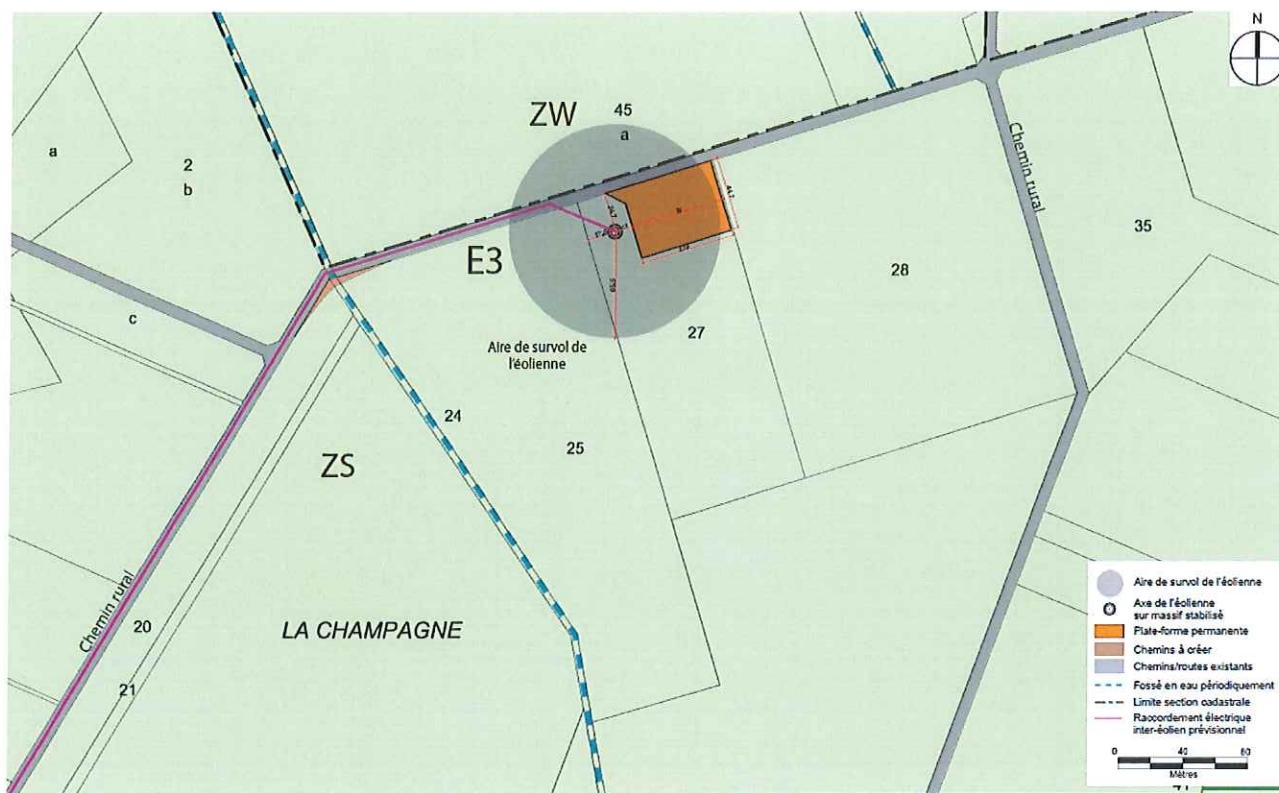 N
ZW
45
a
a
2
b
Chemin rural
35
E3
28
c
27
Aire de survol de
l'éolienne
24
25
ZS
Chemin rural
20
LA CHAMPAGNE
21
Aire de survol de l'éolienne
Axe de l'éolienne
sur massif stabilisé
Plate-forme permanente
Chemins à créer
Chemins/routes existants
Fossé en eau périodiquement
Limite section cadastrale
Raccordement électrique
inter-éolien prévisionnel
0 40 80
Mètres